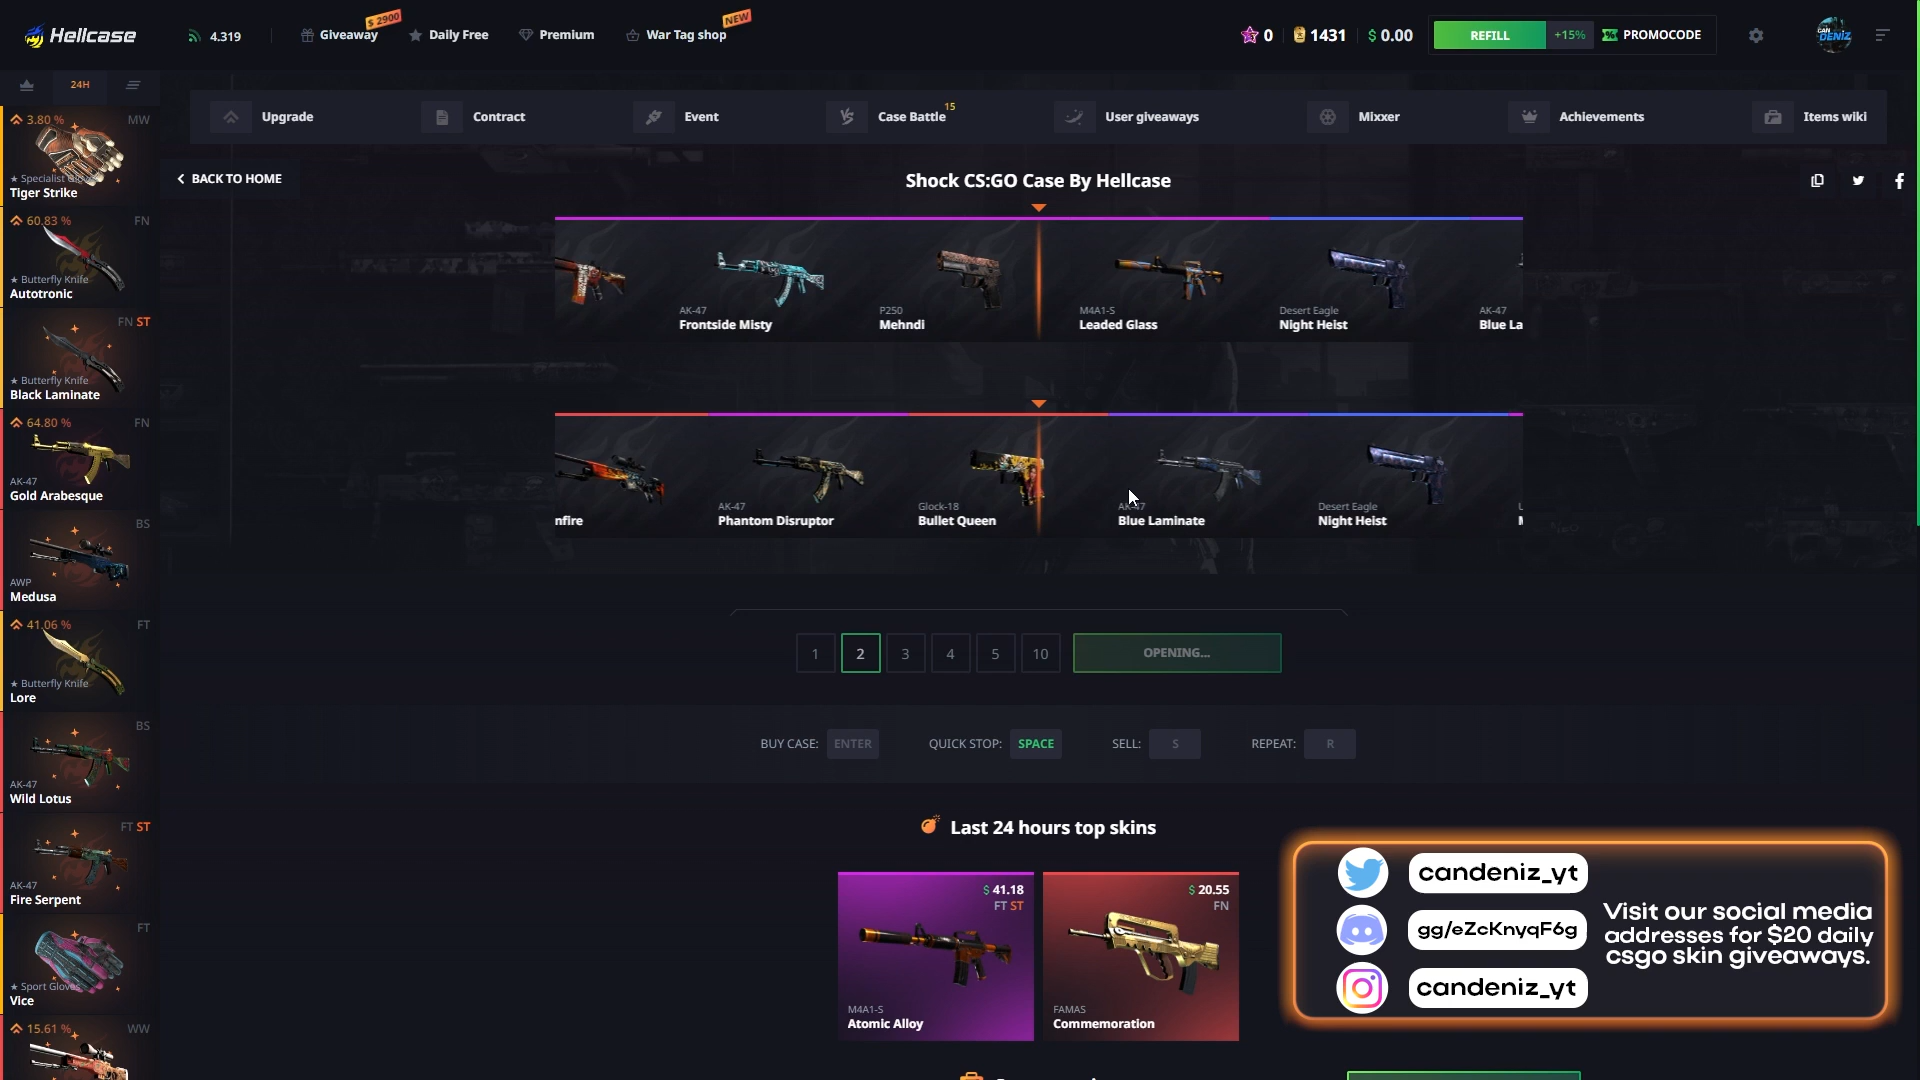 Hellcase
4.319
Giveaway
$ 2900
Daily Free
Premium
War Tag shop
NEW
0
1431
$ 0.00
REFILL
+15%
PROMOCODE
CAN
DENIZ
24H
Upgrade
Contract
Event
Case Battle
15
User giveaways
Mixxer
Achievements
Items wiki
BACK TO HOME
Shock CS:GO Case By Hellcase
3.80 %
MW
★ Specialist
Tiger Strike
60.83 %
FN
★ Butterfly Knife
Autotronic
FN ST
★ Butterfly Knife
Black Laminate
64.80 %
FN
AK-47
Gold Arabesque
BS
AWP
Medusa
41.06 %
FT
★ Butterfly Knife
Lore
BS
AK-47
Wild Lotus
FT ST
AK-47
Fire Serpent
FT
★ Sport Gloves
Vice
15.61 %
WW
AK-47
Frontside Misty
P250
Mehndi
M4A1-S
Leaded Glass
Desert Eagle
Night Heist
AK-47
Blue La
nfire
AK-47
Phantom Disruptor
Glock-18
Bullet Queen
AK-47
Blue Laminate
Desert Eagle
Night Heist
1
2
3
4
5
10
OPENING...
BUY CASE:
ENTER
QUICK STOP:
SPACE
SELL:
S
REPEAT:
R
Last 24 hours top skins
$ 41.18
FT ST
M4A1-S
Atomic Alloy
$ 20.55
FN
FAMAS
Commemoration
candeniz_yt
gg/eZcKnyqF6g
candeniz_yt
Visit our social media
addresses for $20 daily
csgo skin giveaways.